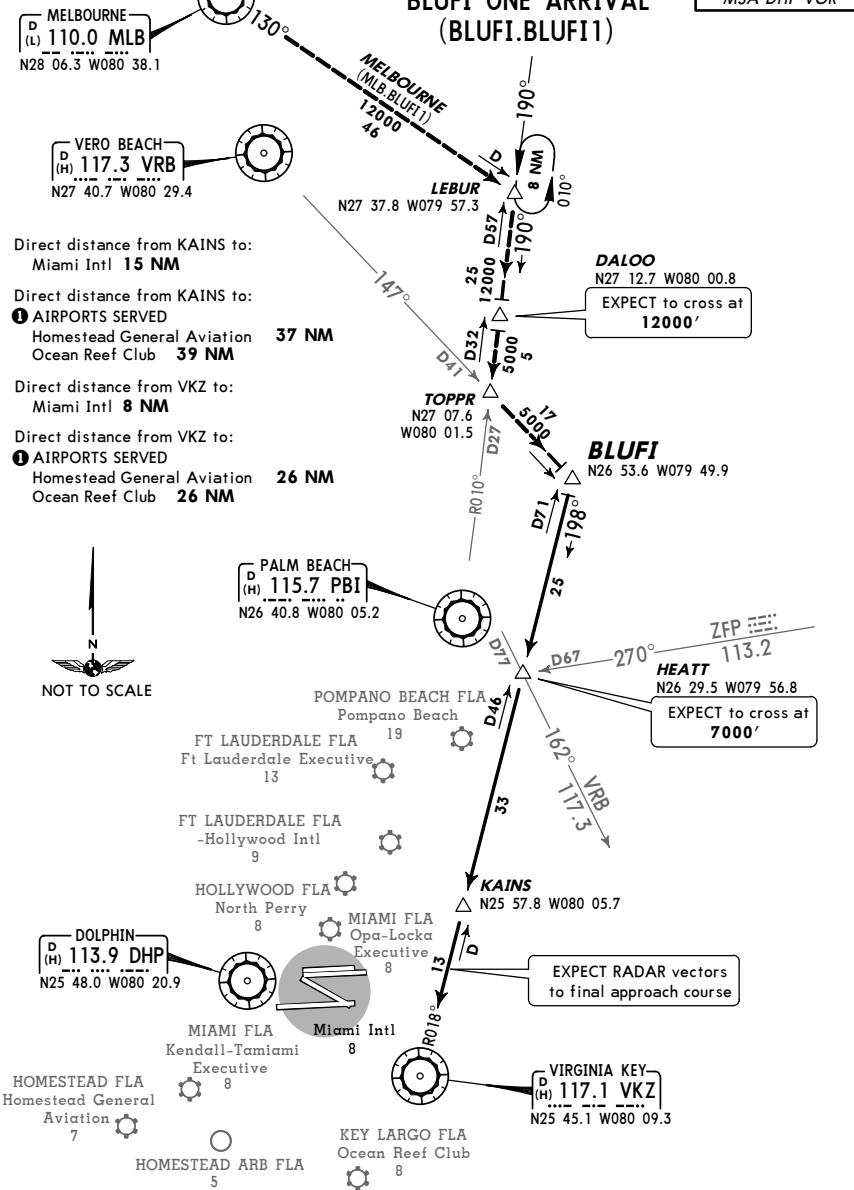 BLUFI ONE ARRIVAL
(BLUFI.BLUFI1)
MSA DHP VOR
MELBOURNE
D
(L) 110.0 MLB
N28 06.3 W080 38.1
130°
MELBOURNE
(MLB.BLUFI1)
12000
46
190°
D
8 NM
010°
VERO BEACH
D
(H) 117.3 VRB
N27 40.7 W080 29.4
LEBUR
N27 37.8 W079 57.3
D57
190°
25
12000
Direct distance from KAINS to:
Miami Intl 15 NM
Direct distance from KAINS to:
1 AIRPORTS SERVED
Homestead General Aviation 37 NM
Ocean Reef Club 39 NM
Direct distance from VKZ to:
Miami Intl 8 NM
Direct distance from VKZ to:
1 AIRPORTS SERVED
Homestead General Aviation 26 NM
Ocean Reef Club 26 NM
DALOO
N27 12.7 W080 00.8
EXPECT to cross at
12000′
147°
D41
D32
5000
5
TOPPR
N27 07.6
W080 01.5
D27
R010°
17
5000
BLUFI
N26 53.6 W079 49.9
D71
198°
25
PALM BEACH
D
(H) 115.7 PBI
N26 40.8 W080 05.2
N
NOT TO SCALE
D77
D67
270°
ZFP
113.2
HEATT
N26 29.5 W079 56.8
EXPECT to cross at
7000′
D46
162°
VRB
117.3
33
POMPANO BEACH FLA
Pompano Beach
19
FT LAUDERDALE FLA
Ft Lauderdale Executive
13
FT LAUDERDALE FLA
-Hollywood Intl
9
HOLLYWOOD FLA
North Perry
8
KAINS
N25 57.8 W080 05.7
MIAMI FLA
Opa-Locka
Executive
8
DOLPHIN
D
(H) 113.9 DHP
N25 48.0 W080 20.9
13
D
R018°
EXPECT RADAR vectors
to final approach course
Miami Intl
8
MIAMI FLA
Kendall-Tamiami
Executive
8
VIRGINIA KEY
D
(H) 117.1 VKZ
N25 45.1 W080 09.3
HOMESTEAD FLA
Homestead General
Aviation
7
HOMESTEAD ARB FLA
5
KEY LARGO FLA
Ocean Reef Club
8